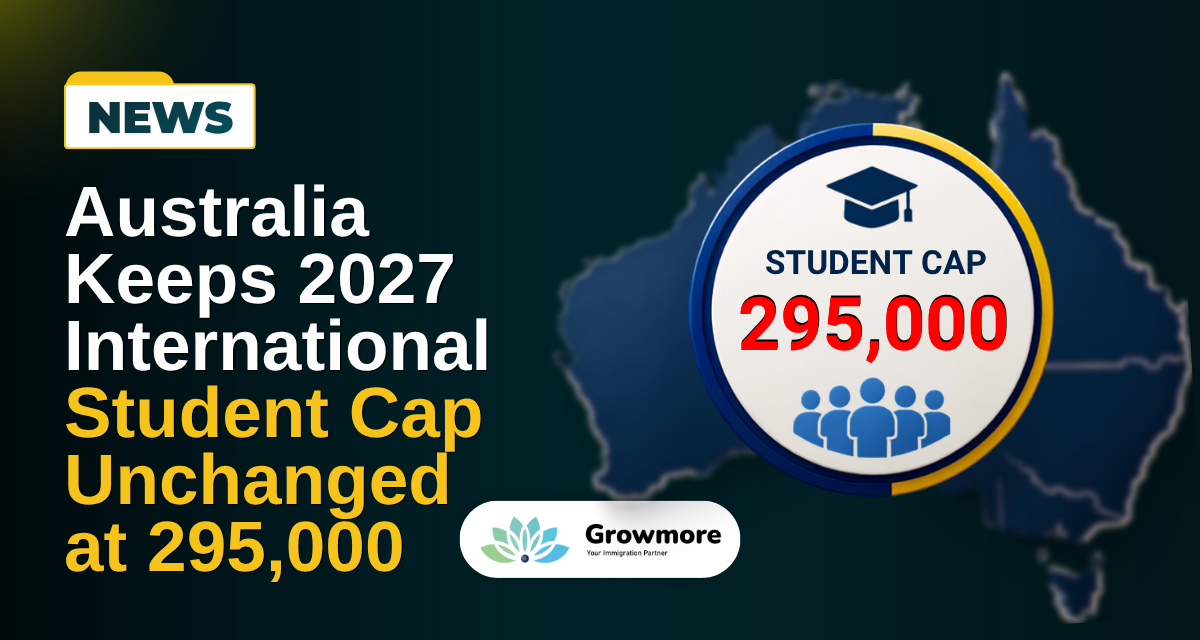 NEWS
Australia
Keeps 2027
International
Student Cap
Unchanged
at 295,000
STUDENT CAP
295,000
Growmore
Your Immigration Partner